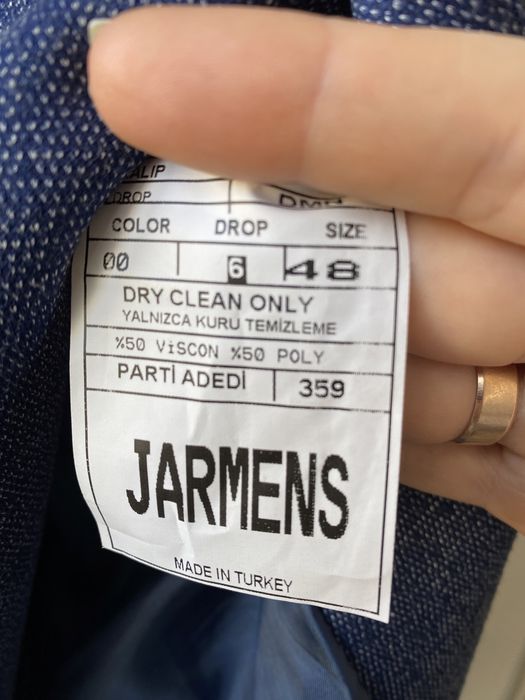 DROP
COLOR DROP SIZE
00 6 48
DRY CLEAN ONLY
YALNIZCA KURU TEMİZLEME
%50 ViSCON %50 POLY
PARTİ ADEDİ 359
JARMENS
MADE IN TURKEY